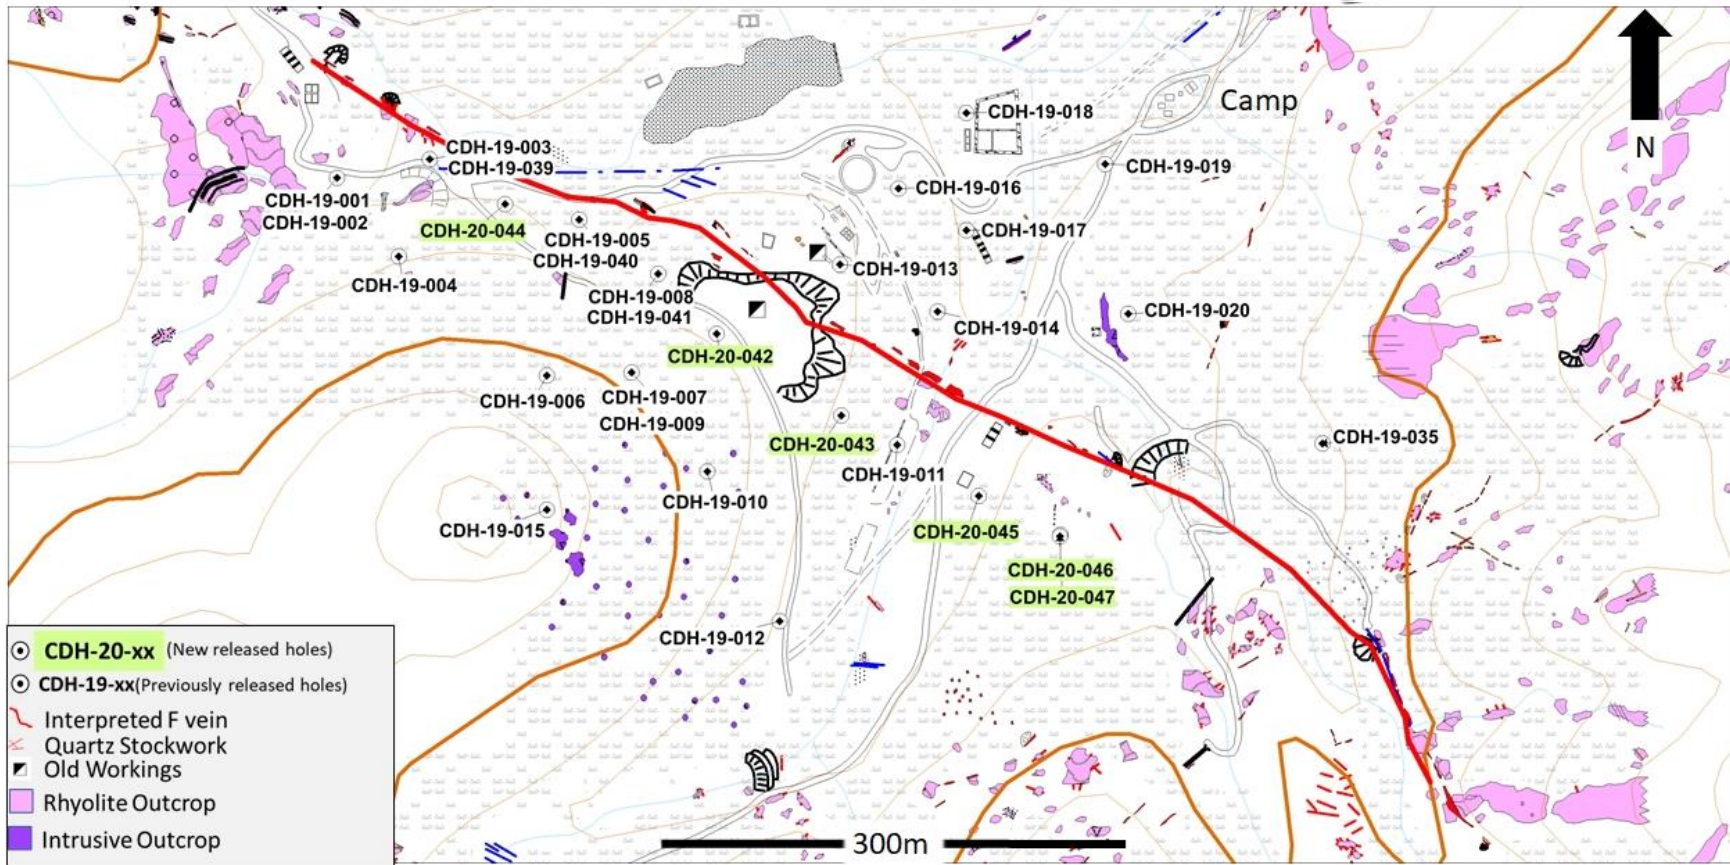 Camp
N
CDH-19-018
CDH-19-003
CDH-19-039
CDH-19-019
CDH-19-016
CDH-19-001
CDH-19-002
CDH-20-044
CDH-19-017
CDH-19-005
CDH-19-040
CDH-19-013
CDH-19-004
CDH-19-008
CDH-19-041
CDH-19-020
CDH-19-014
CDH-20-042
CDH-19-006
CDH-19-007
CDH-19-009
CDH-20-043
CDH-19-035
CDH-19-011
CDH-19-010
CDH-19-015
CDH-20-045
CDH-20-046
CDH-20-047
CDH-19-012
CDH-20-xx (New released holes)
CDH-19-xx(Previously released holes)
Interpreted F vein
Quartz Stockwork
Old Workings
Rhyolite Outcrop
Intrusive Outcrop
300m